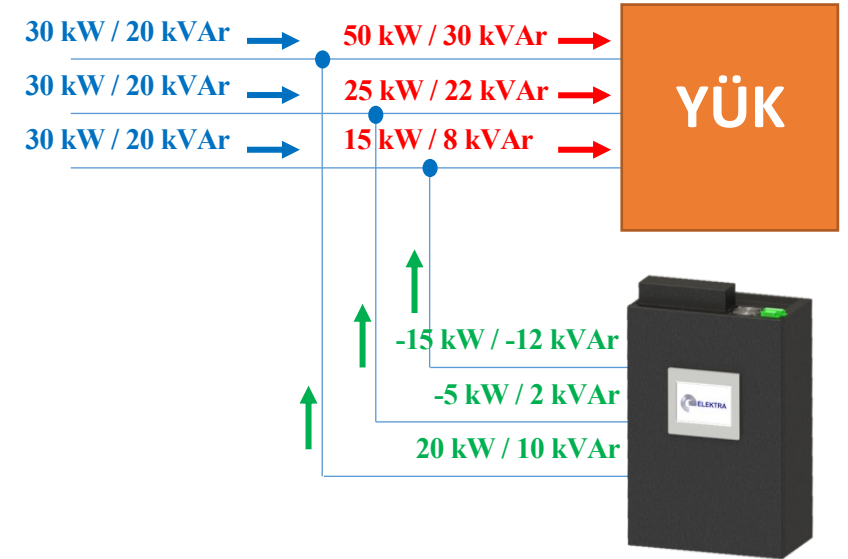 30 kW / 20 kVAr
50 kW / 30 kVAr
30 kW / 20 kVAr
25 kW / 22 kVAr
30 kW / 20 kVAr
15 kW / 8 kVAr
YÜK
-15 kW / -12 kVAr
-5 kW / 2 kVAr
20 kW / 10 kVAr
ELEKTRA